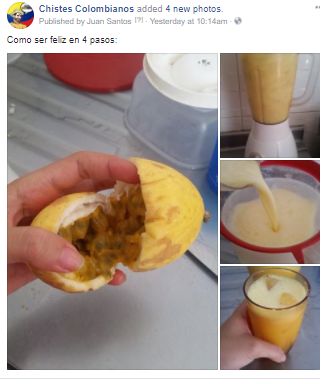 Chistes Colombianos added 4 new photos.
Published by Juan Santos [?] · Yesterday at 10:14am ·
Como ser feliz en 4 pasos: